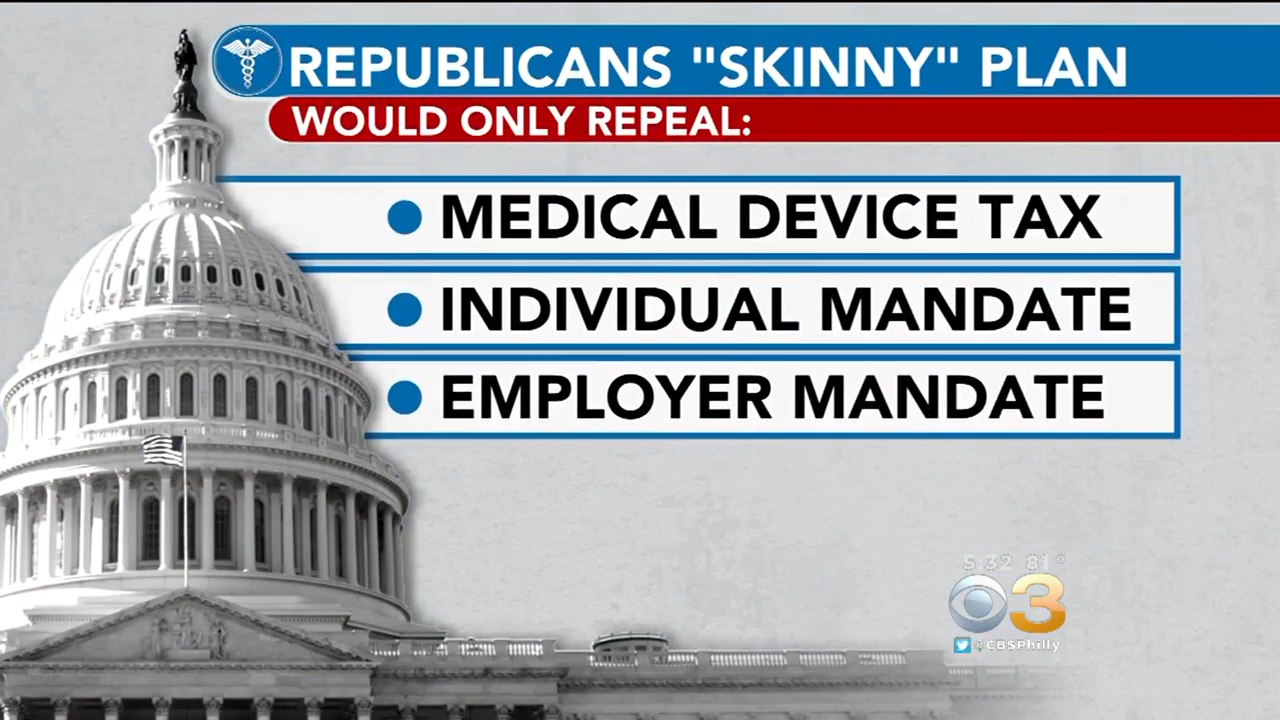 REPUBLICANS "SKINNY" PLAN
WOULD ONLY REPEAL:
• MEDICAL DEVICE TAX
• INDIVIDUAL MANDATE
• EMPLOYER MANDATE
5:32 81°
3
CBSPhilly